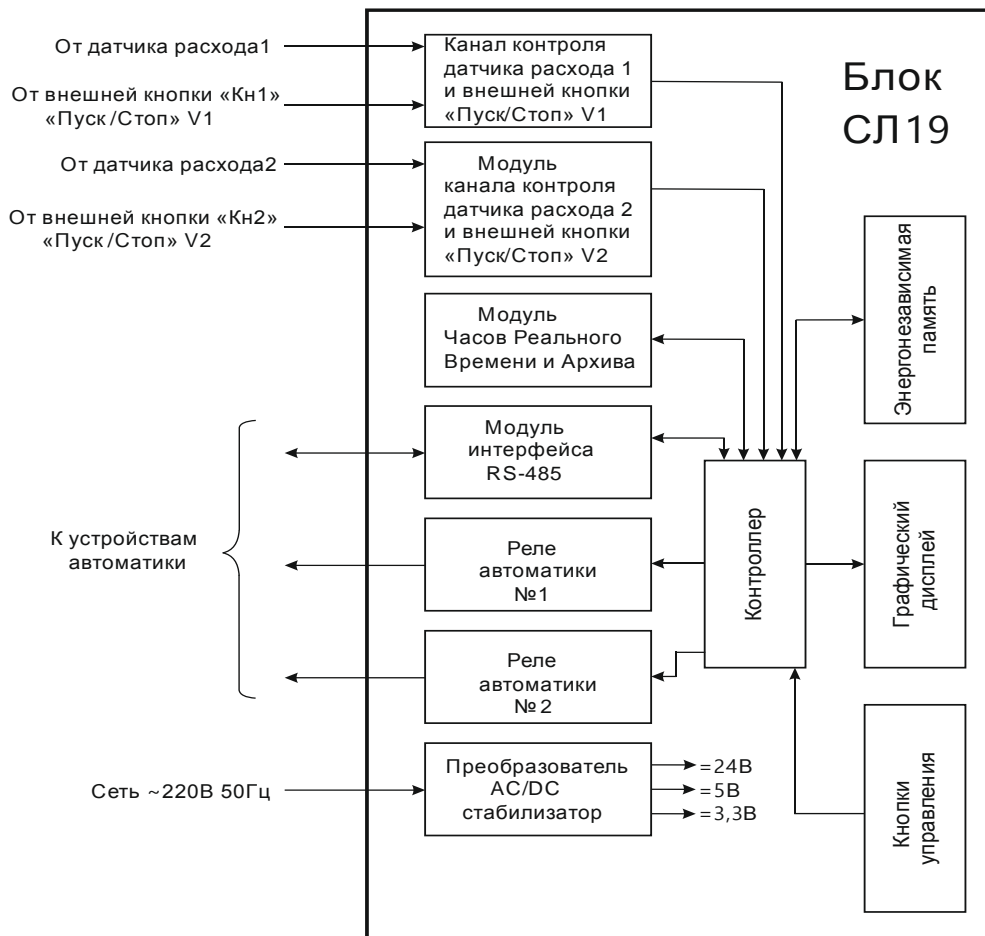 От датчика расхода1
От внешней кнопки «Кн1»
«Пуск/Стоп» V1
Канал контроля
датчика расхода 1
и внешней кнопки
«Пуск/Стоп» V1
Блок
СЛ19
От датчика расхода2
От внешней кнопки «Кн2»
«Пуск/Стоп» V2
Модуль
канала контроля
датчика расхода 2
и внешней кнопки
«Пуск/Стоп» V2
Модуль
Часов Реального
Времени и Архива
Энергонезависимая
память
Модуль
интерфейса
RS-485
К устройствам
автоматики
Реле
автоматики
№1
Контроллер
Графический
дисплей
Реле
автоматики
№2
Сеть ~220В 50Гц
Преобразователь
AC/DC
стабилизатор
=24В
=5В
=3,3В
Кнопки
управления